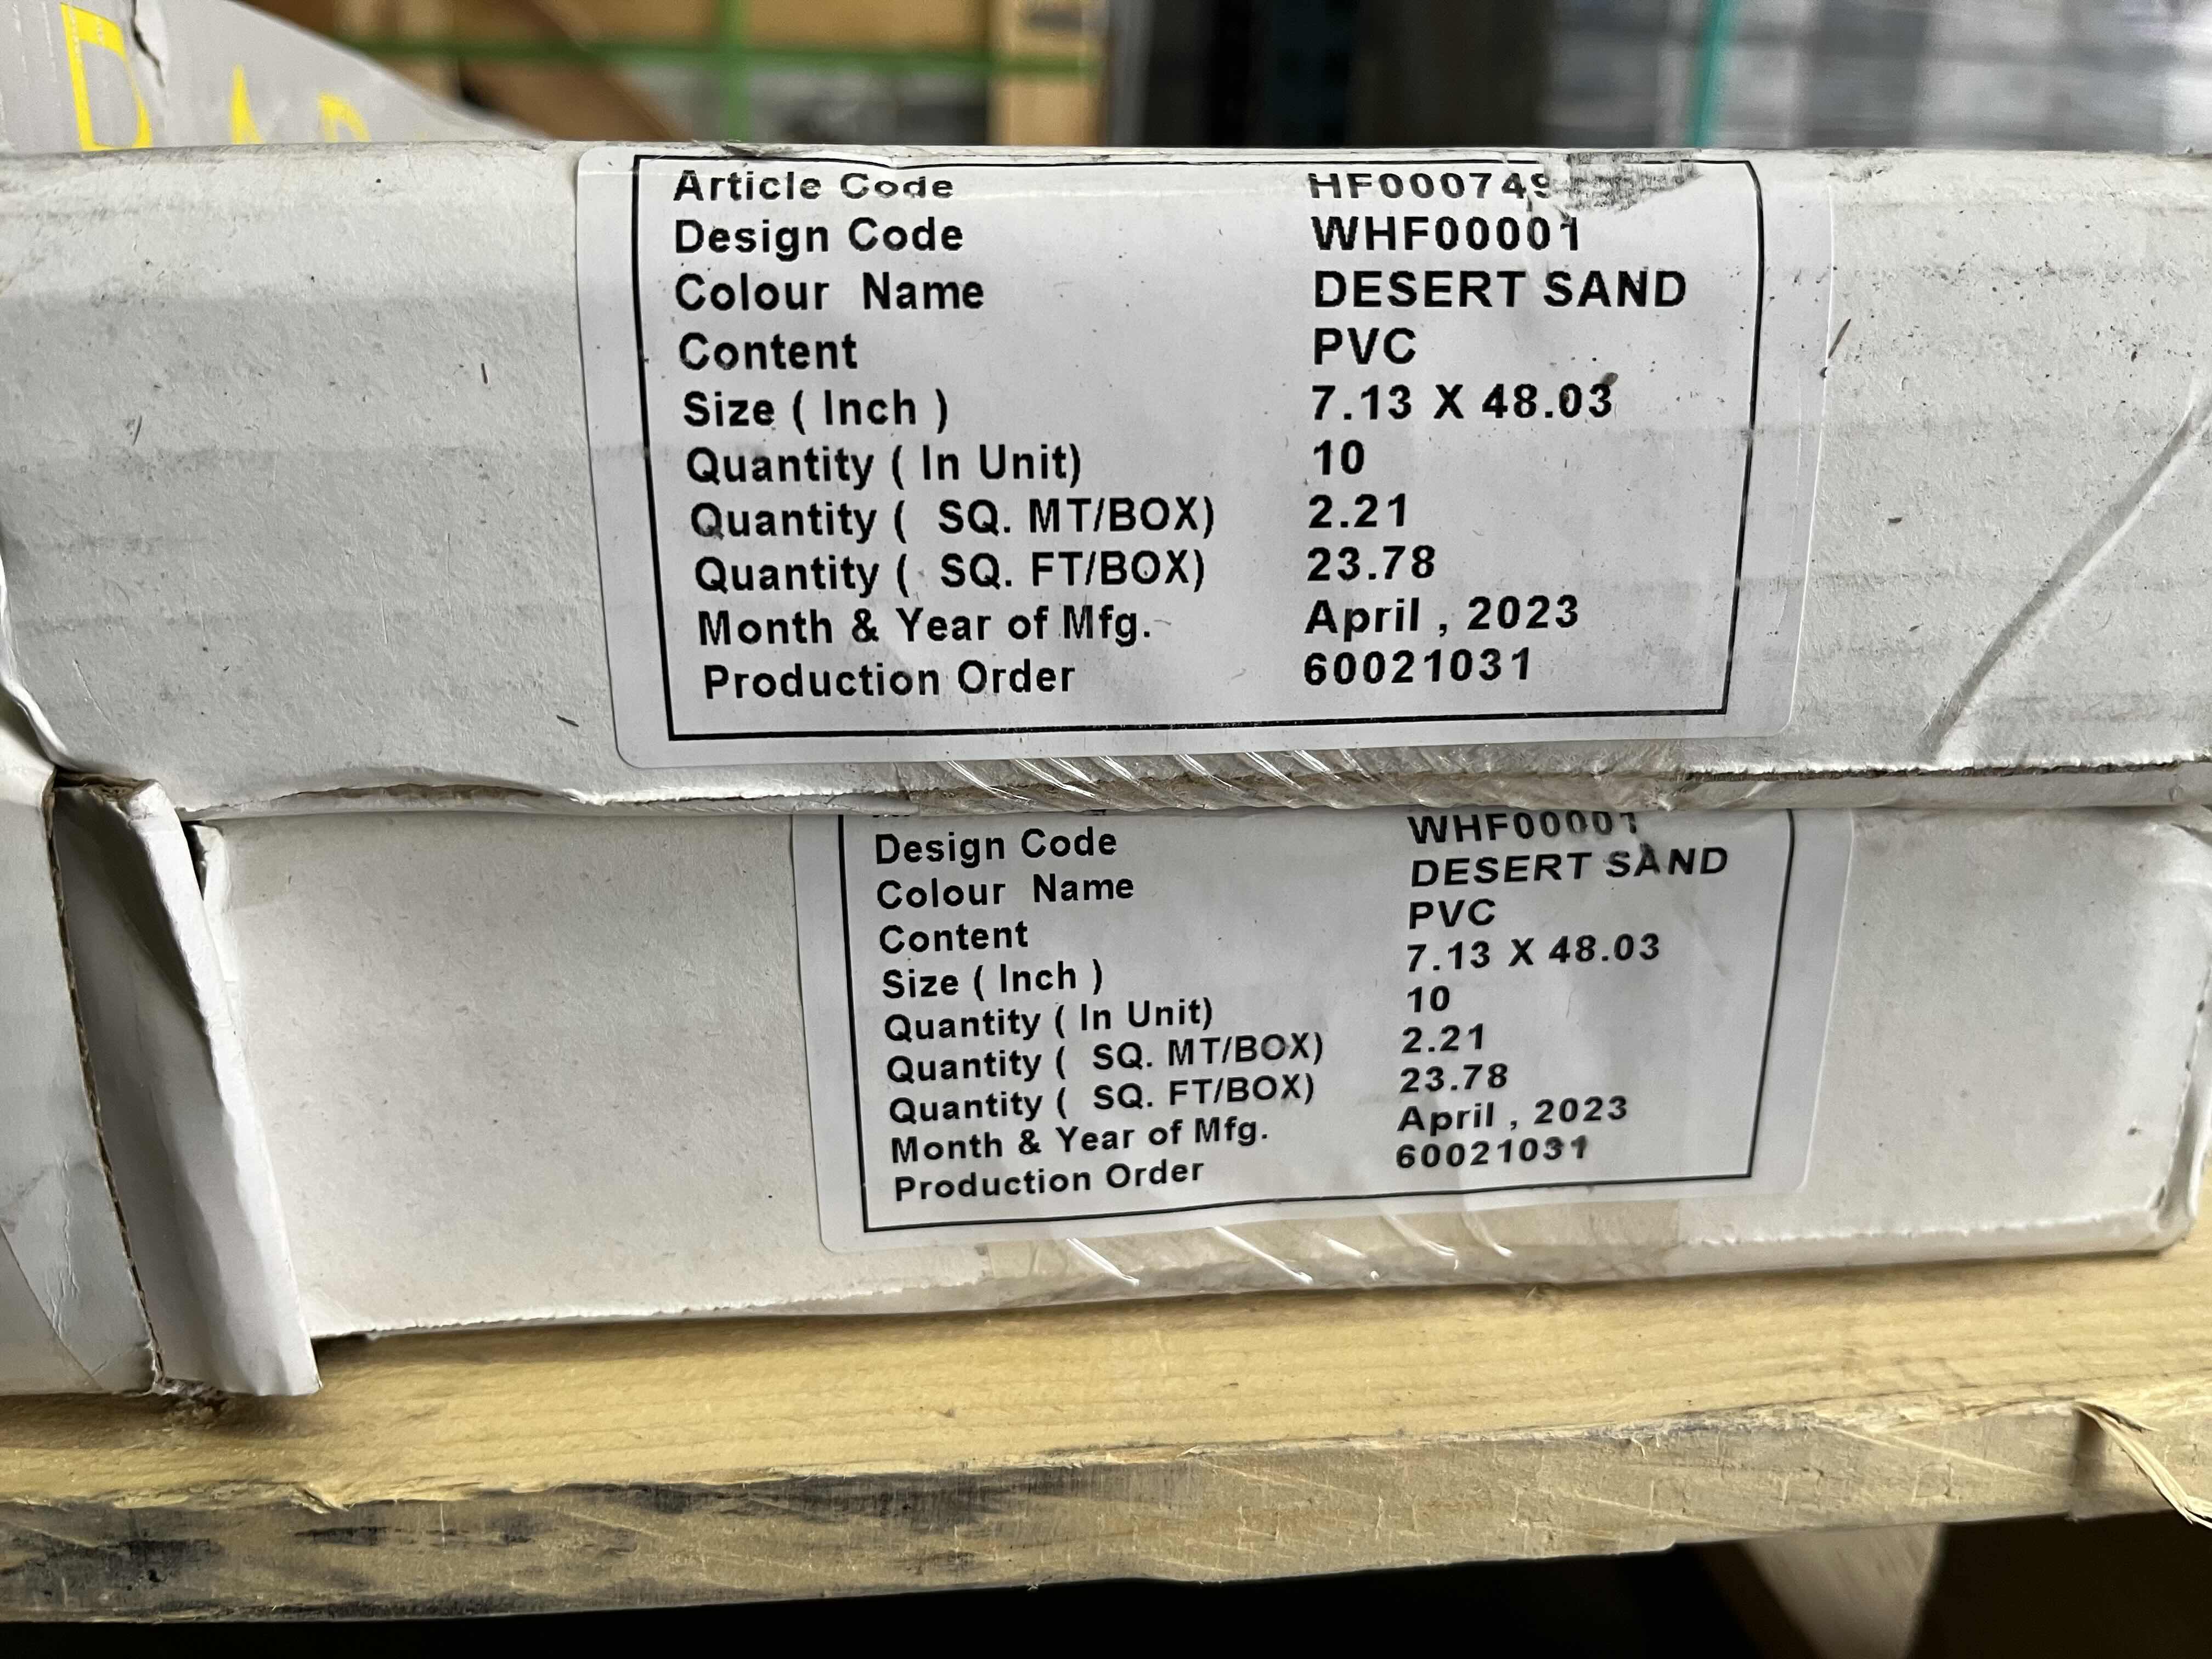 Article Code HF000749
Design Code WHF00001
Colour Name DESERT SAND
Content PVC
Size ( Inch ) 7.13 X 48.03
Quantity ( In Unit) 10
Quantity ( SQ. MT/BOX) 2.21
Quantity ( SQ. FT/BOX) 23.78
Month & Year of Mfg. April , 2023
Production Order 60021031
Design Code WHF00001
Colour Name DESERT SAND
Content PVC
Size ( Inch ) 7.13 X 48.03
Quantity ( In Unit) 10
Quantity ( SQ. MT/BOX) 2.21
Quantity ( SQ. FT/BOX) 23.78
Month & Year of Mfg. April , 2023
Production Order 60021031